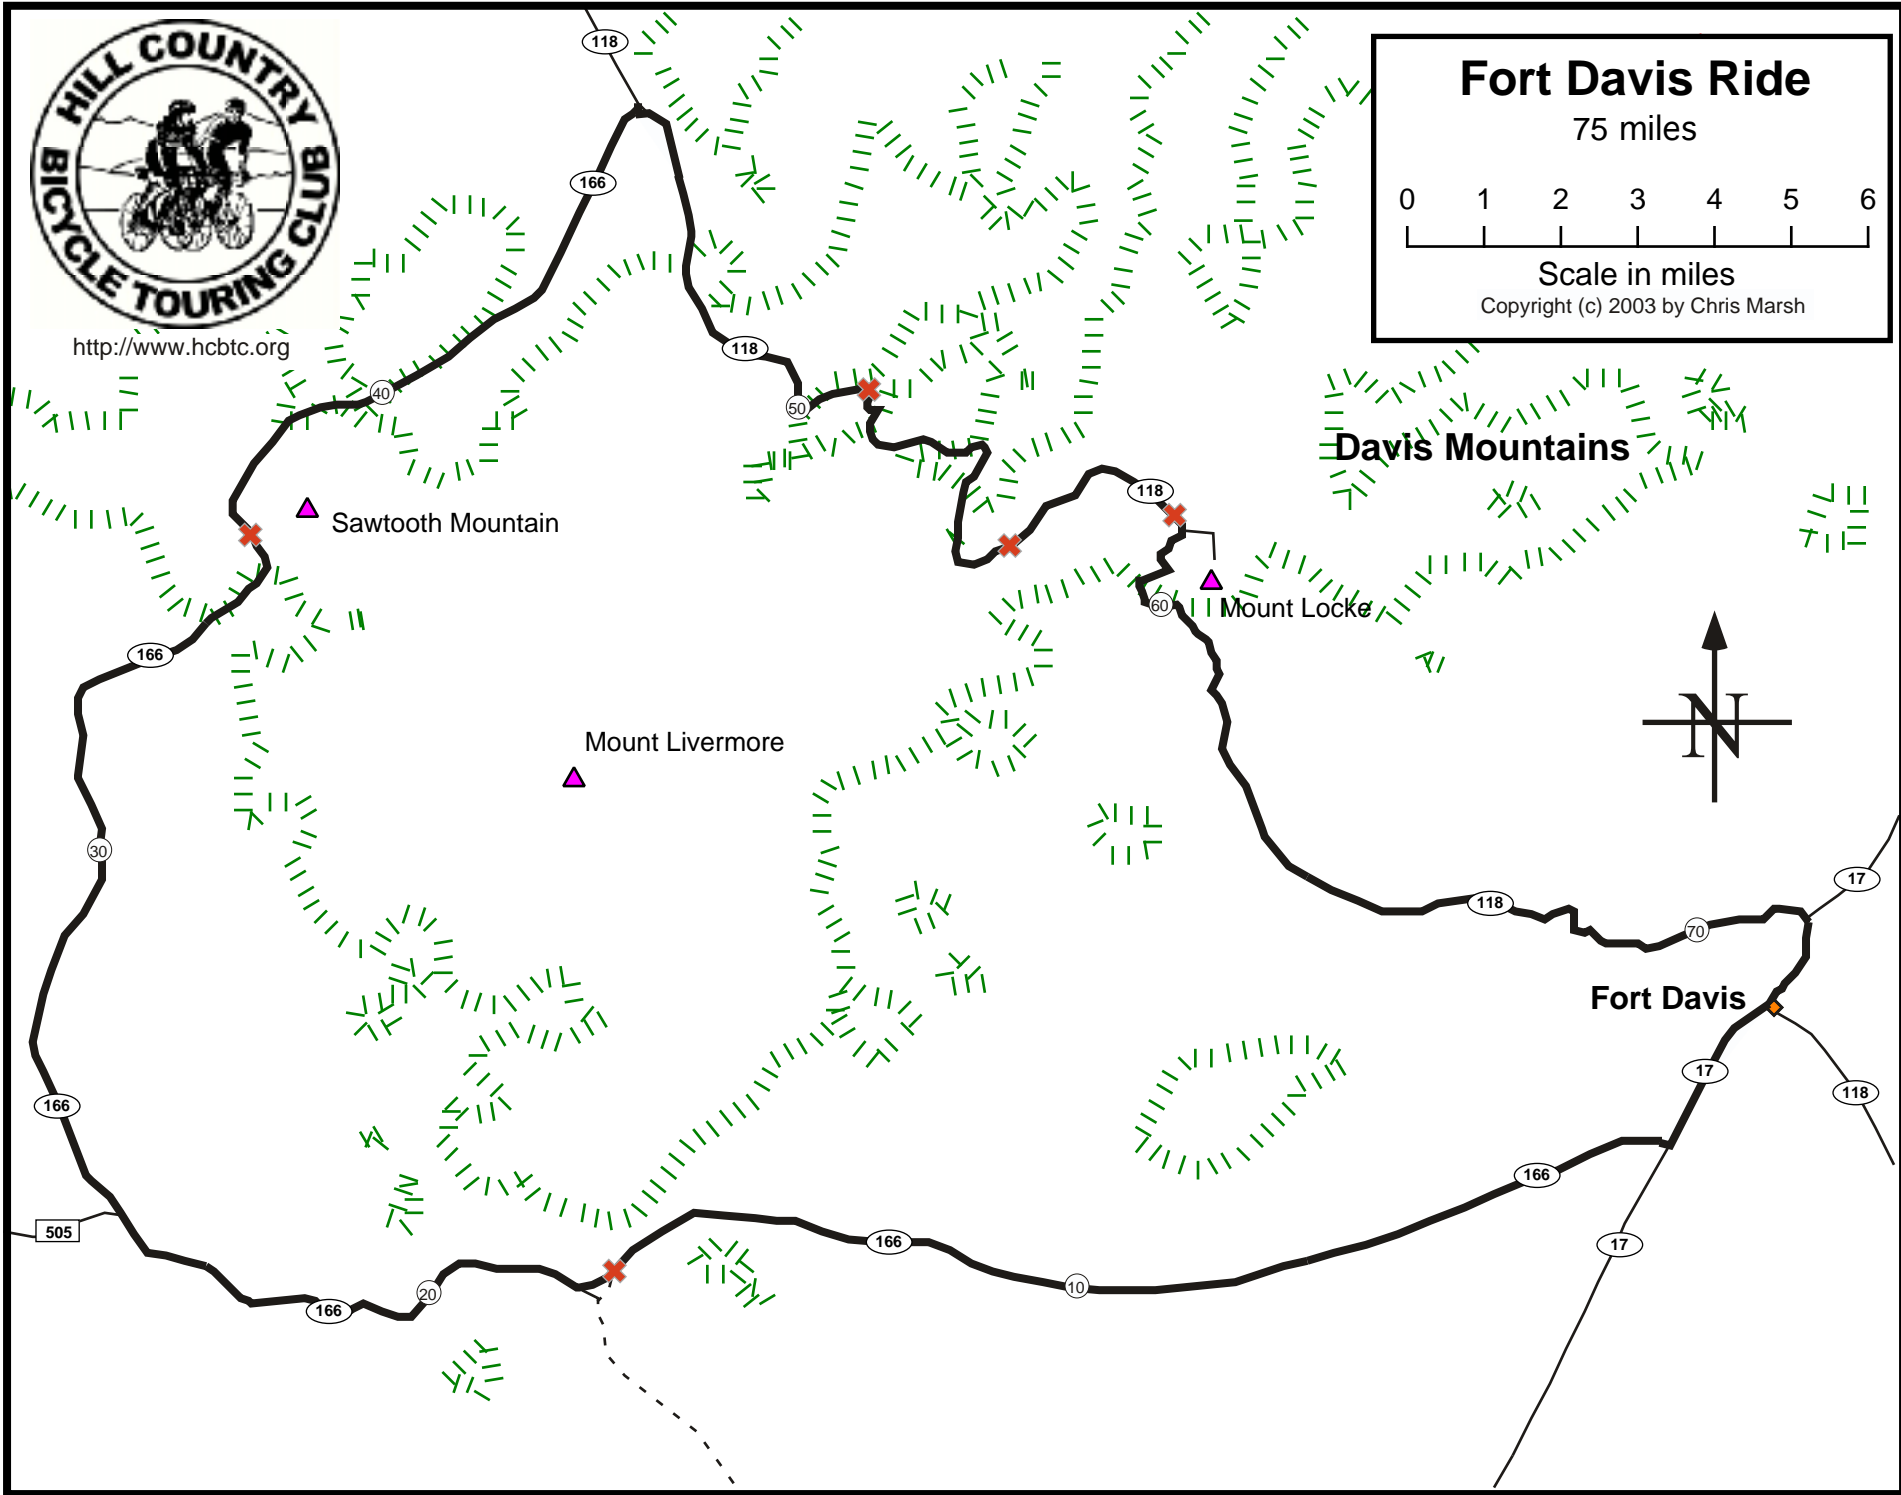 HILL COUNTRY
BICYCLE TOURING CLUB
http://www.hcbtc.org
Fort Davis Ride
75 miles
0 1 2 3 4 5 6
Scale in miles
Copyright (c) 2003 by Chris Marsh
118
166
118
40
50
Davis Mountains
118
Sawtooth Mountain
60
Mount Locke
166
N
Mount Livermore
30
17
118
70
Fort Davis
17
118
166
166
505
166
17
10
20
166